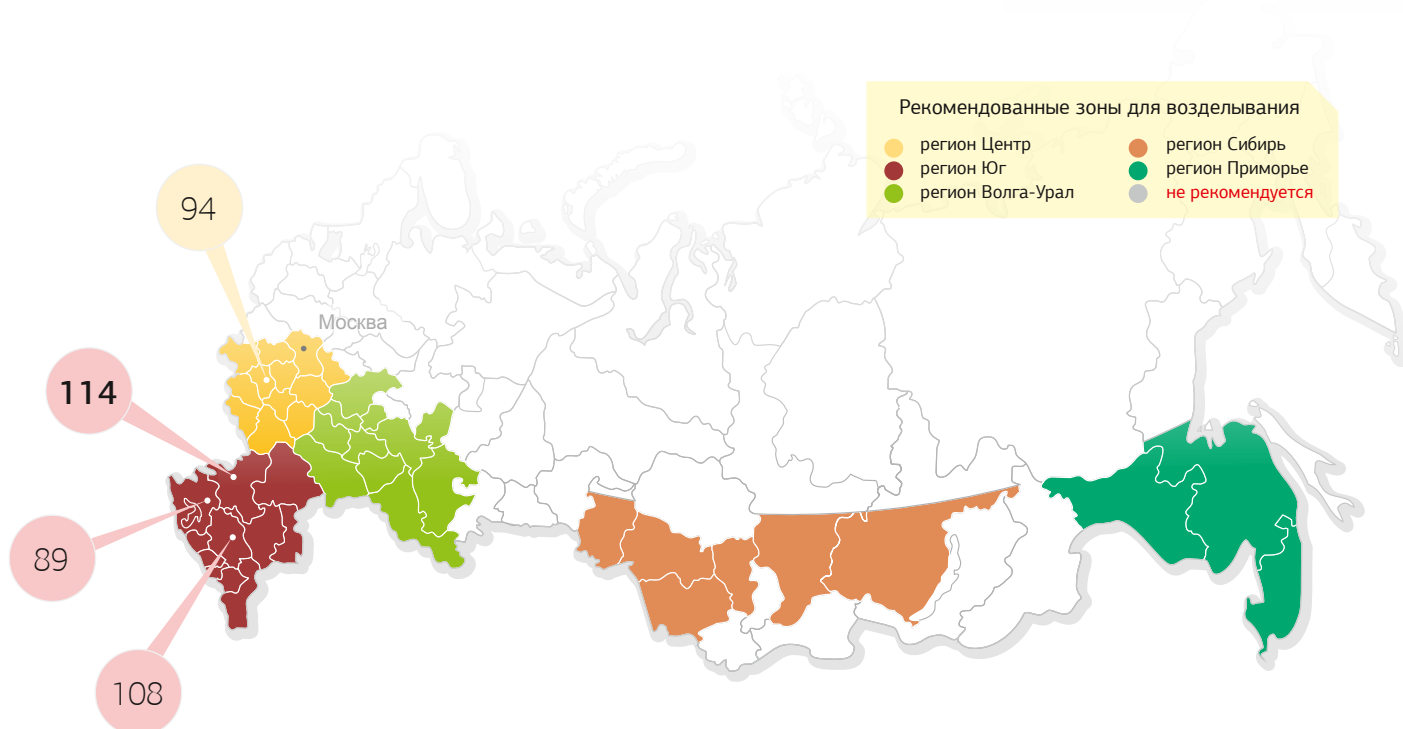 Рекомендованные зоны для возделывания
регион Центр
регион Юг
регион Волга-Урал
регион Сибирь
регион Приморье
не рекомендуется
94
Москва
114
89
108